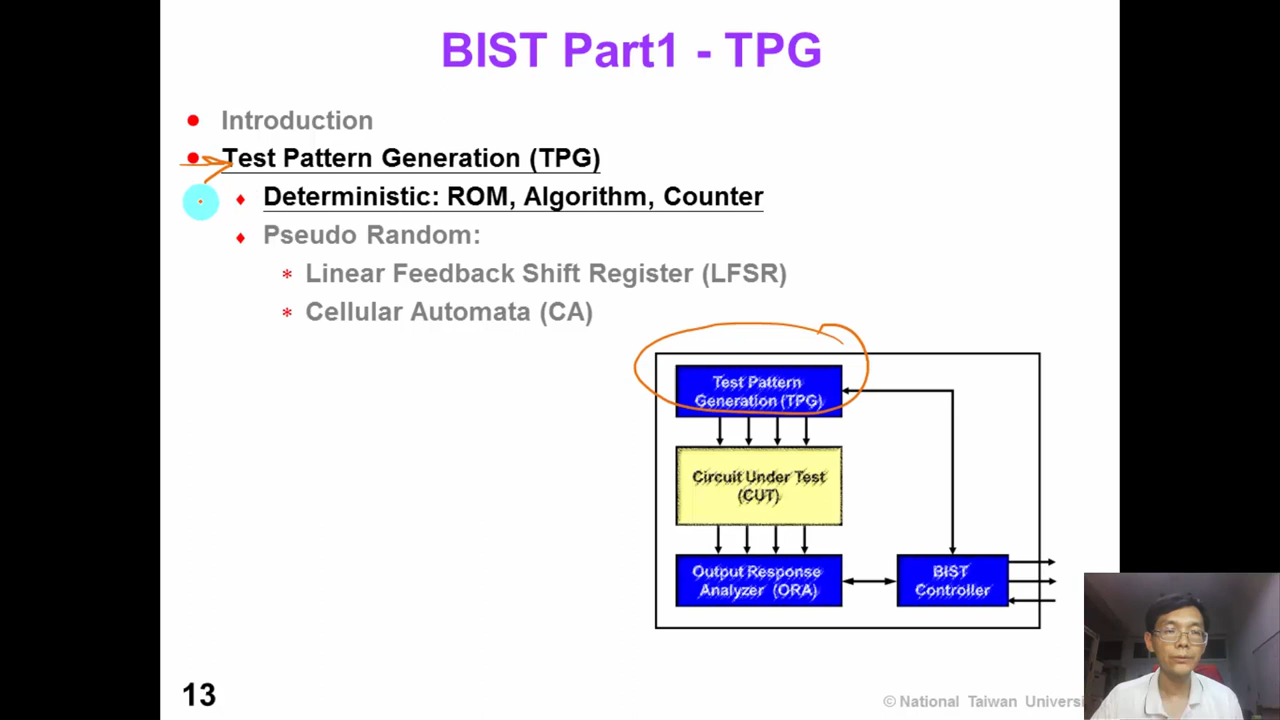 BIST Part1 - TPG
Introduction
Test Pattern Generation (TPG)
Deterministic: ROM, Algorithm, Counter
Pseudo Random:
Linear Feedback Shift Register (LFSR)
Cellular Automata (CA)
Test Pattern
Generation (TPG)
Circuit Under Test
(CUT)
Output Response
Analyzer (ORA)
BIST
Controller
13
© National Taiwan